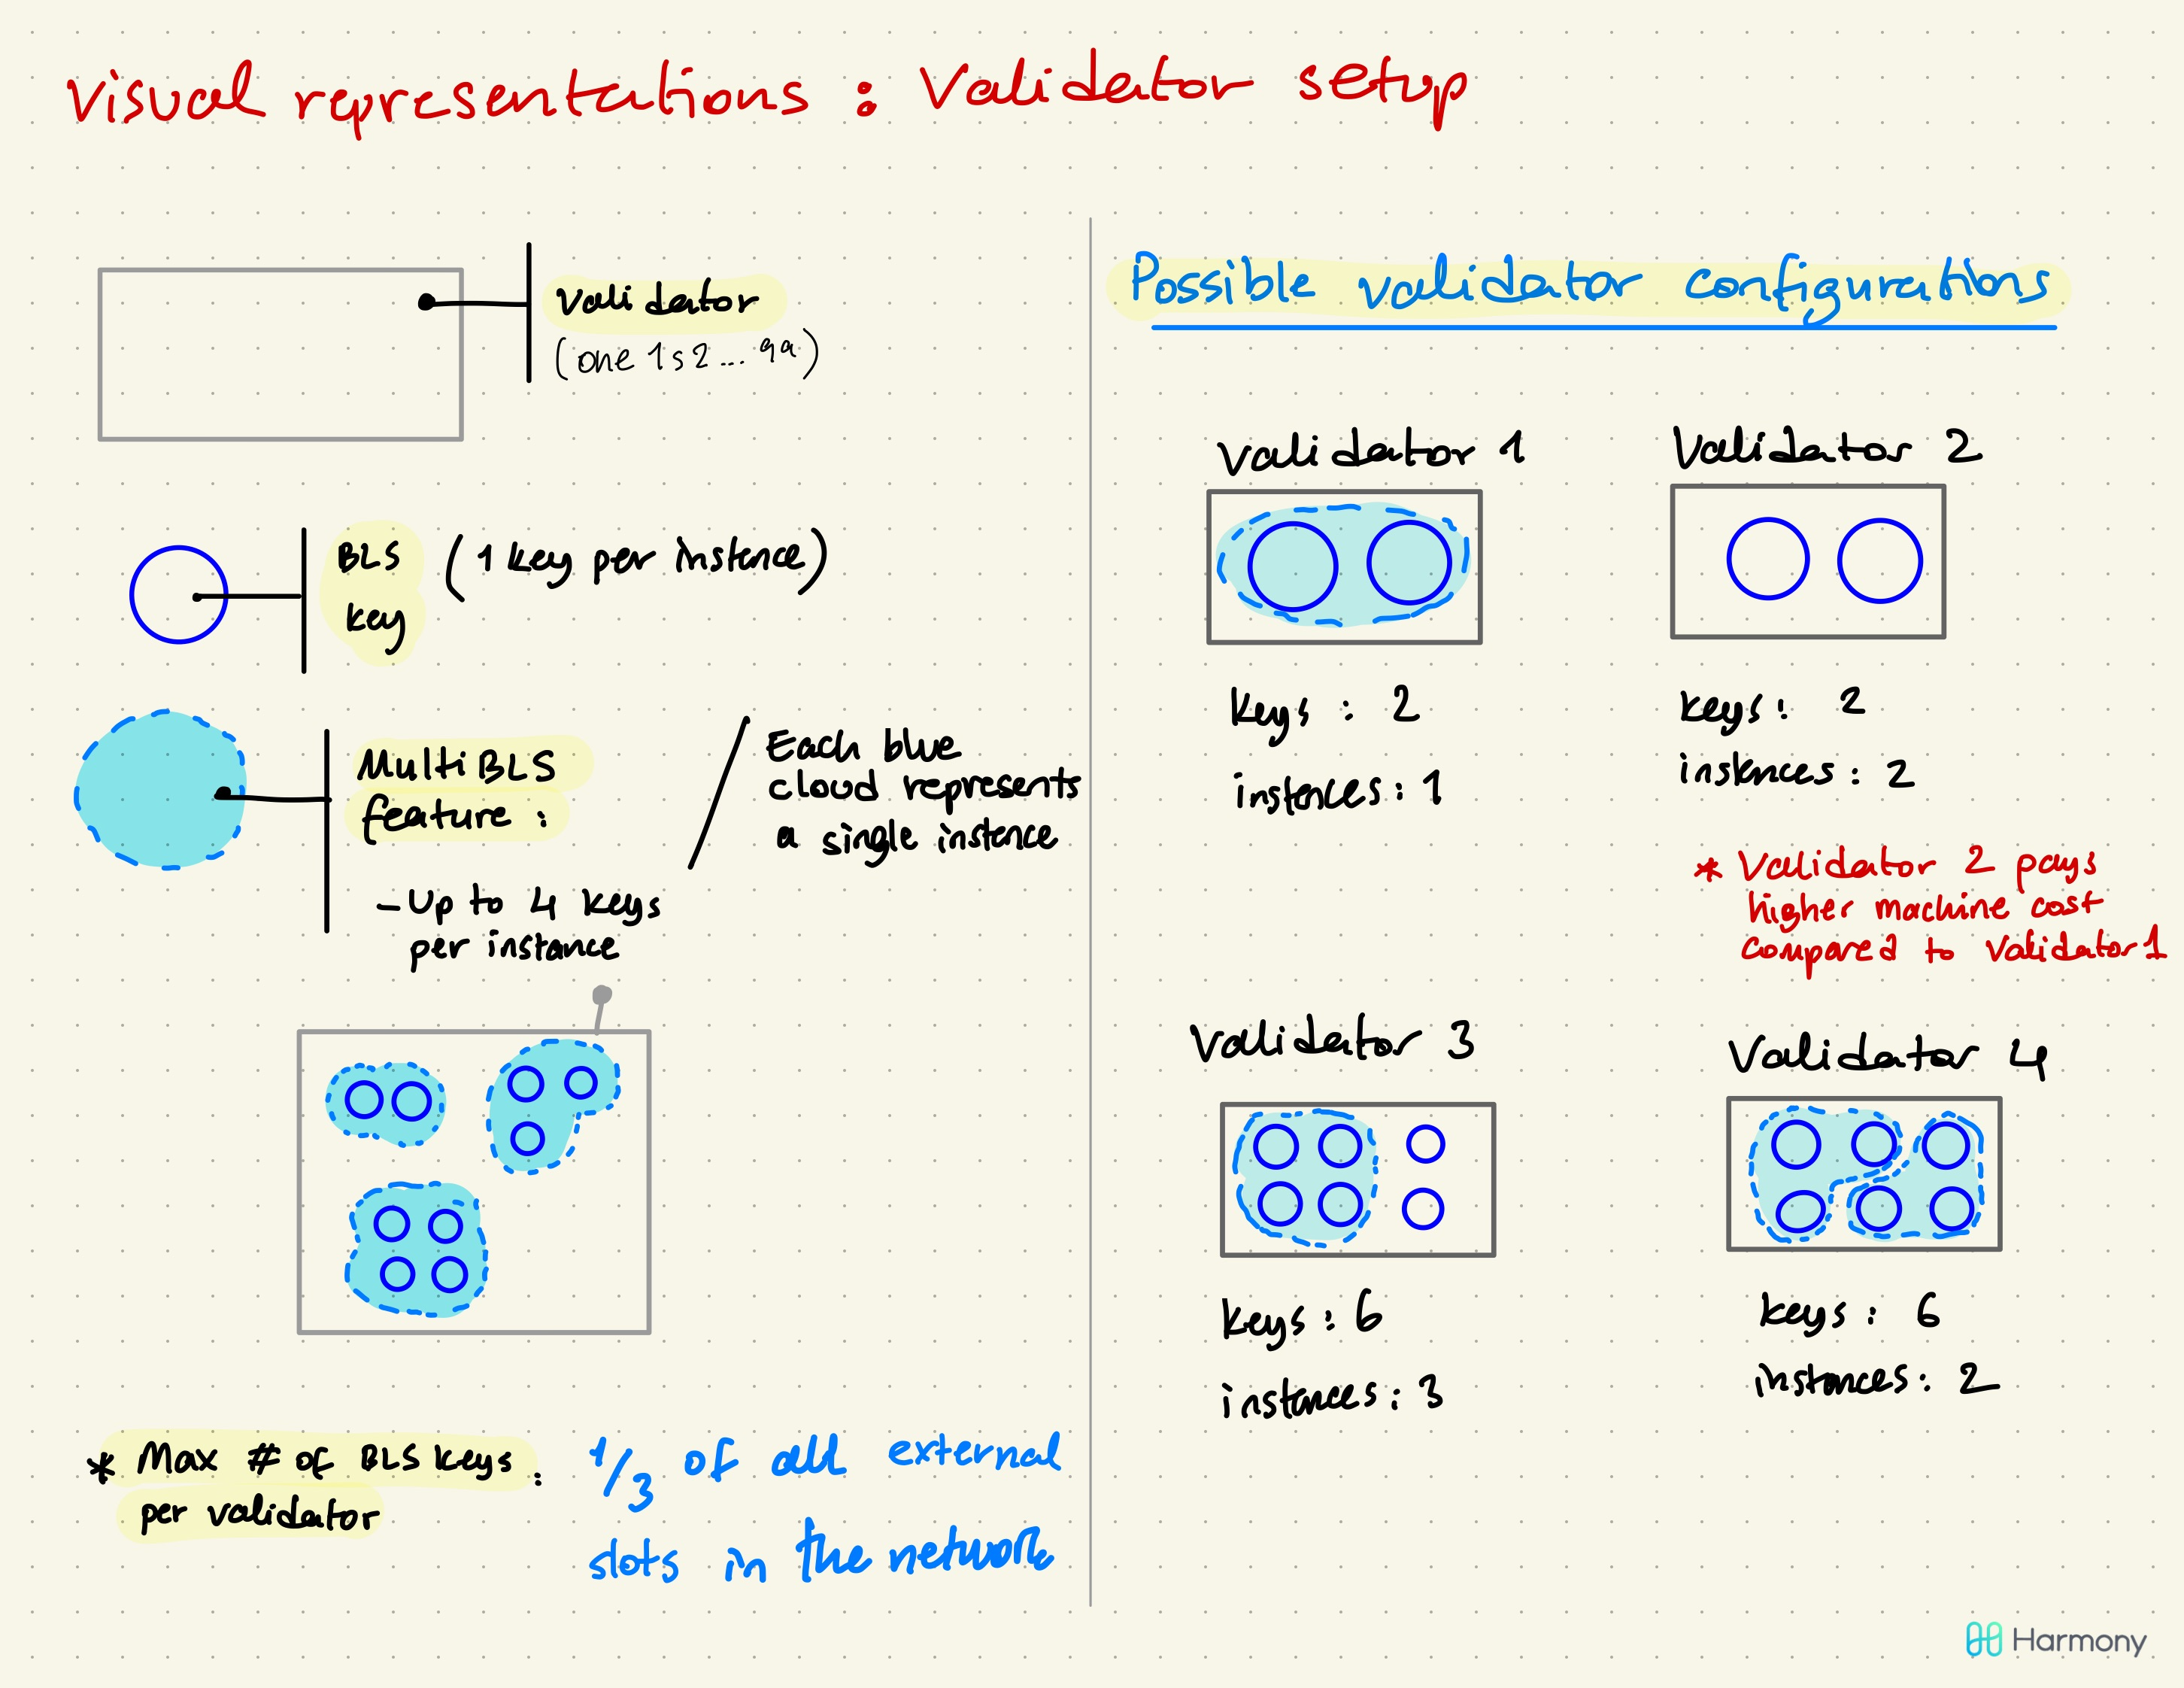 Visual representations : Validator setup
Validator
(one 1s2 ... 99)
BLS
key
(1 key per instance)
MultiBLS
feature :
- Up to 4 keys
per instance
Each blue
cloud represents
a single instance
* Max # of BLS keys :
per validator
1/3 of all external
slots in the network
Possible validator configurations
Validator 1
keys : 2
instances : 1
Validator 2
keys : 2
instances : 2
* Validator 2 pays
higher machine cost
compared to Validator 1
Validator 3
keys : 6
instances : 3
Validator 4
keys : 6
instances : 2
Harmony